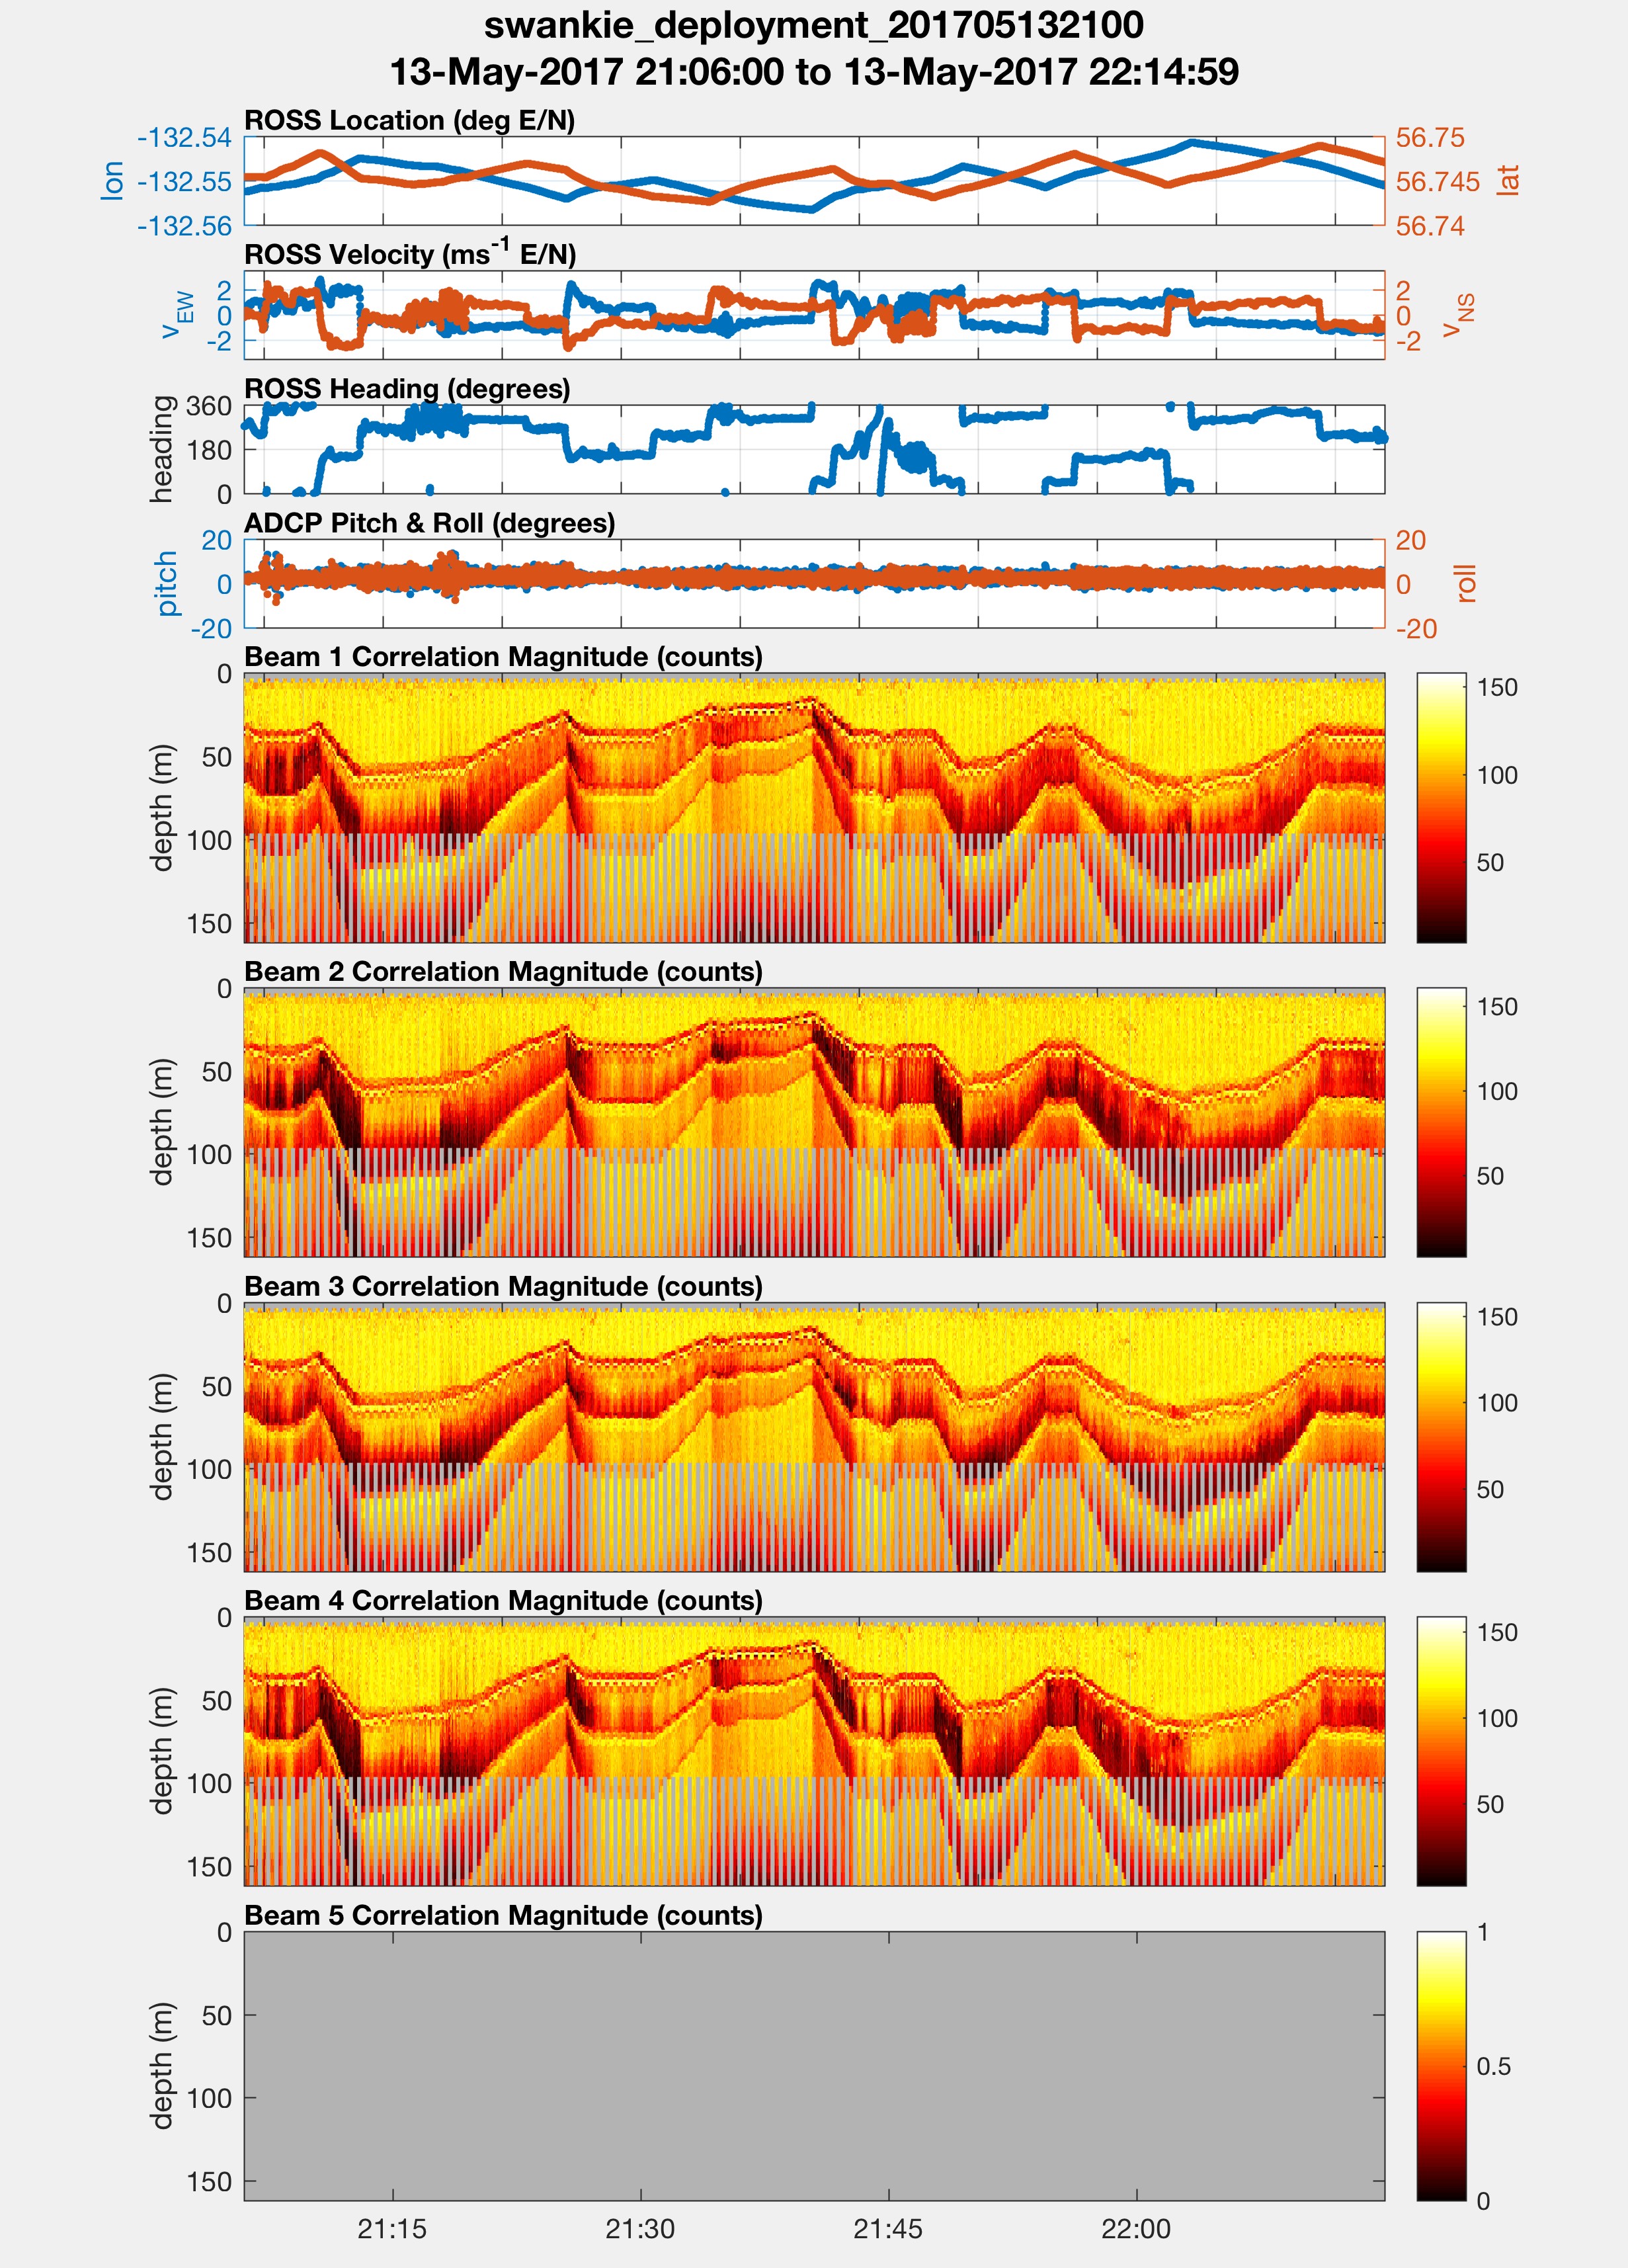 swankie_deployment_201705132100
13-May-2017 21:06:00 to 13-May-2017 22:14:59
ROSS Location (deg E/N)
-132.54
-132.55
-132.56
lon
56.75
56.745
56.74
lat
ROSS Velocity (ms-1 E/N)
2
0
-2
vEW
2
0
-2
vNS
ROSS Heading (degrees)
360
180
0
heading
ADCP Pitch & Roll (degrees)
20
0
-20
pitch
20
0
-20
roll
Beam 1 Correlation Magnitude (counts)
0
50
100
150
depth (m)
150
100
50
Beam 2 Correlation Magnitude (counts)
0
50
100
150
depth (m)
150
100
50
Beam 3 Correlation Magnitude (counts)
0
50
100
150
depth (m)
150
100
50
Beam 4 Correlation Magnitude (counts)
0
50
100
150
depth (m)
150
100
50
Beam 5 Correlation Magnitude (counts)
0
50
100
150
depth (m)
1
0.5
0
21:15 21:30 21:45 22:00